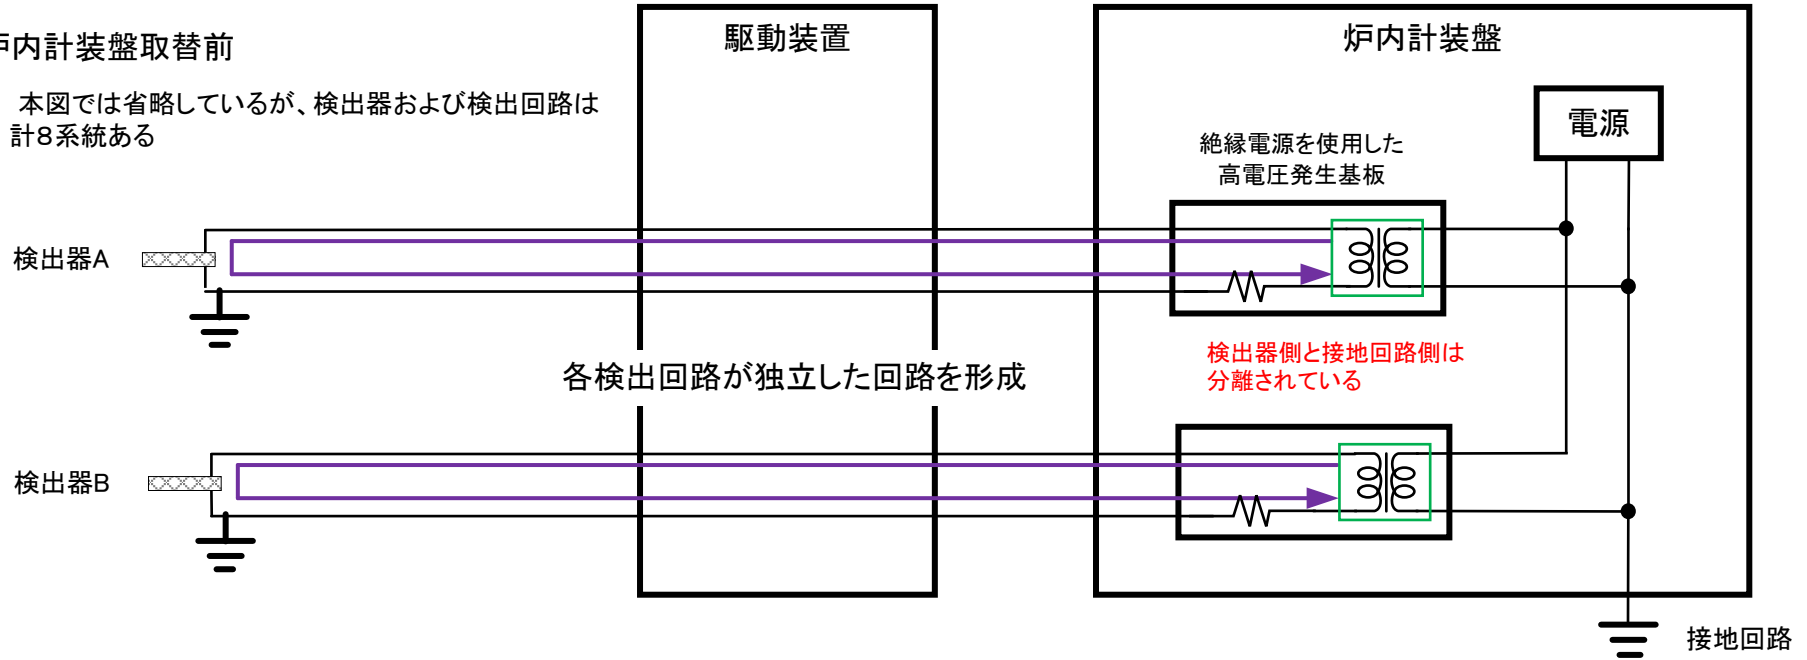 内計装盤取替前
本図では省略しているが、検出器および検出回路は
計8系統ある
駆動装置
炉内計装盤
電源
絶縁電源を使用した
高電圧発生基板
検出器A
検出器側と接地回路側は
分離されている
各検出回路が独立した回路を形成
検出器B
接地回路